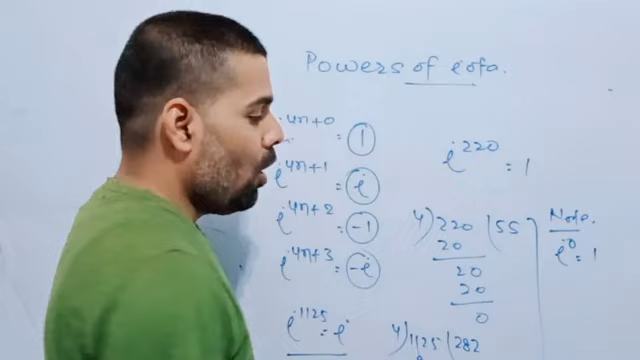 Powers of iota.
i^4n+0 = 1
i^4n+1 = i
i^4n+2 = -1
i^4n+3 = -i
i^1125 = i
i^220 = 1
4)220(55
20
20
20
0
4)1125(282
Note.
i^0 = 1